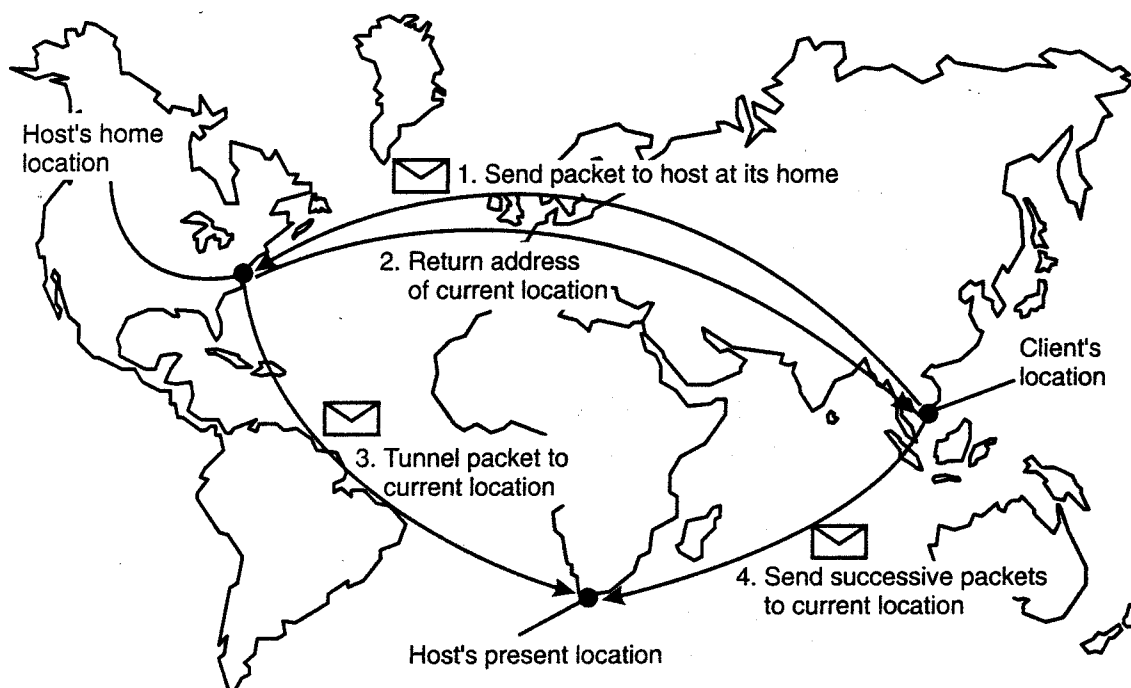 Host's home
location
1. Send packet to host at its home
2. Return address
of current location
Client's
location
3. Tunnel packet to
current location
4. Send successive packets
to current location
Host's present location